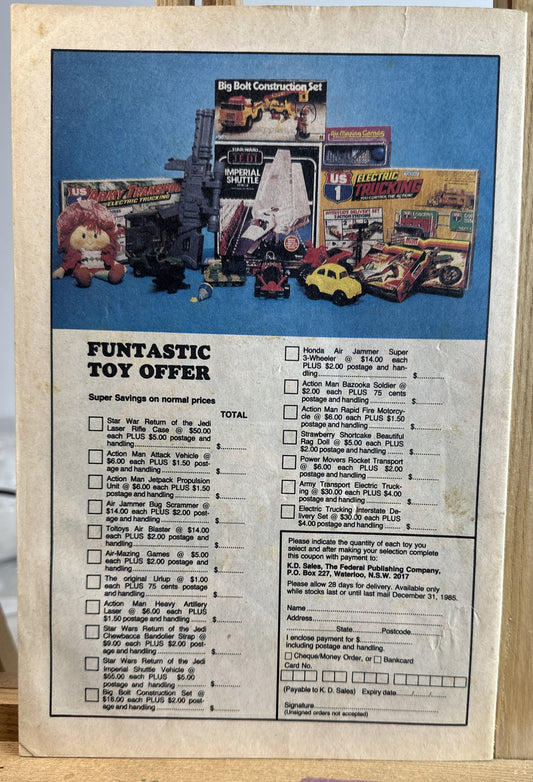 Big Bolt Construction Set
Air-Mazing Games
STAR WARS
JEDI
IMPERIAL
SHUTTLE
US
1
ELECTRIC
TRUCKING
YOU CONTROL THE ACTION!
US
ARMY TRANSPORT
ELECTRIC TRUCKING
INTERSTATE DELIVERY SET
FUNTASTIC
TOY OFFER
Super Savings on normal prices
TOTAL
Star War Return of the Jedi
Laser Rifle Case @ $50.00
each PLUS $5.00 postage and
handling..............................$..........
Action Man Attack Vehicle @
$6.00 each PLUS $1.50 post-
age and handling................$..........
Action Man Jetpack Propulsion
Unit @ $6.00 each PLUS $1.50
postage and handling..........$..........
Air Jammer Bug Scrammer @
$14.00 each PLUS $2.00 post-
age and handling................$..........
Toltoys Air Blaster @ $14.00
each PLUS $2.00 postage and
handling..............................$..........
Air-Mazing Games @ $5.00
each PLUS $2.00 postage and
handling..............................$..........
The original Urlup @ $1.00
each PLUS 75 cents postage
and handling.......................$..........
Action Man Heavy Artillery
Laser @ $6.00 each PLUS
$1.50 postage and handling..$..........
Star Wars Return of the Jedi
Chewbacca Bandolier Strap @
$9.00 each PLUS $2.00 post-
age and handling................$..........
Star Wars Return of the Jedi
Imperial Shuttle Vehicle @
$55.00 each PLUS $5.00
postage and handling..........$..........
Big Bolt Construction Set @
$18.00 each PLUS $2.00 post-
age and handling................$..........
Honda Air Jammer Super
3-Wheeler @ $14.00 each
PLUS $2.00 postage and han-
dling....................................$..........
Action Man Bazooka Soldier @
$2.00 each PLUS 75 cents
postage and handling..........$..........
Action Man Rapid Fire Motorcy-
cle @ $6.00 each PLUS $1.50
postage and handling..........$..........
Strawberry Shortcake Beautiful
Rag Doll @ $5.00 each PLUS
$2.00 postage and handling..$..........
Power Movers Rocket Transport
@ $6.00 each PLUS $2.00
postage and handling..........$..........
Army Transport Electric Truck-
ing @ $30.00 each PLUS $4.00
postage and handling..........$..........
Electric Trucking Interstate De-
livery Set @ $30.00 each PLUS
$4.00 postage and handling..$..........
Please indicate the quantity of each toy you
select and after making your selection complete
this coupon with payment to:
K.D. Sales, The Federal Publishing Company,
P.O. Box 227, Waterloo, N.S.W. 2017
Please allow 28 days for delivery. Available only
while stocks last or until last mail December 31, 1985.
Name
Address
State Postcode
I enclose payment for $
including postage and handling.
Cheque/Money Order, or Bankcard
Card No.
(Payable to K. D. Sales) Expiry date....../....../......
Signature
(Unsigned orders not accepted)